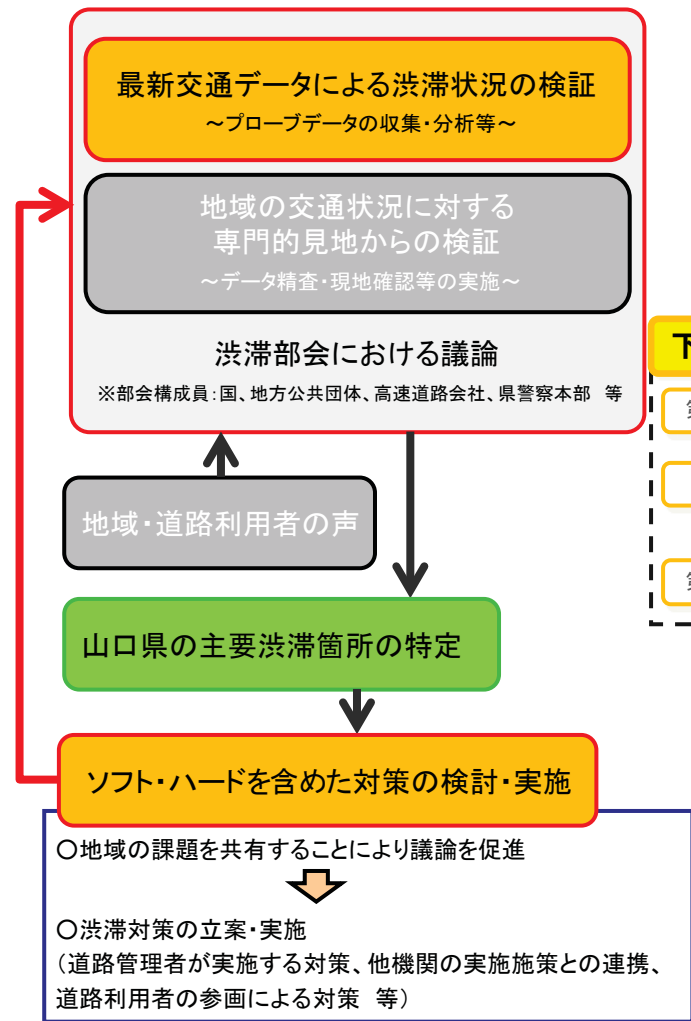 最新交通データによる渋滞状況の検証
～プローブデータの収集・分析等～
地域の交通状況に対する
専門的見地からの検証
～データ精査・現地確認等の実施～
渋滞部会における議論
※部会構成員：国、地方公共団体、高速道路会社、県警察本部　等
下
地域・道路利用者の声
山口県の主要渋滞箇所の特定
ソフト・ハードを含めた対策の検討・実施
○地域の課題を共有することにより議論を促進
○渋滞対策の立案・実施
（道路管理者が実施する対策、他機関の実施施策との連携、
道路利用者の参画による対策　等）